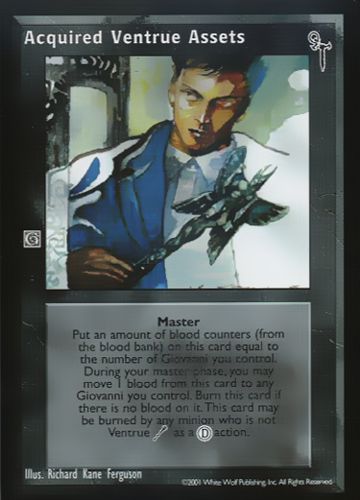 Acquired Ventrue Assets
G
Master
Put an amount of blood counters (from
the blood bank) on this card equal to
the number of Giovanni you control.
During your master phase, you may
move 1 blood from this card to any
Giovanni you control. Burn this card if
there is no blood on it. This card may
be burned by any minion who is not
Ventrue as a D action.
Illus. Richard Kane Ferguson
©2001 White Wolf Publishing, Inc. All Rights Reserved.